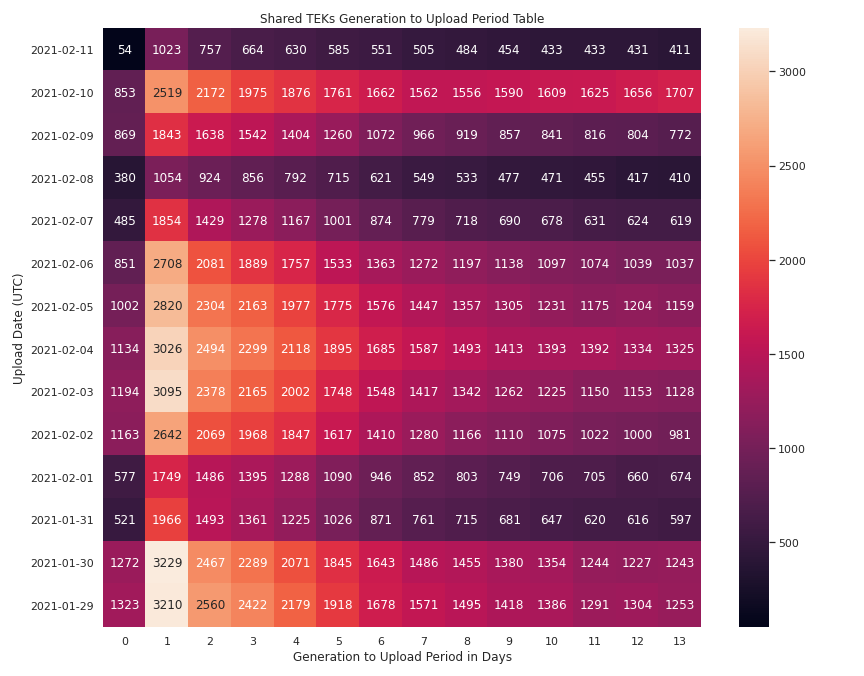 Shared TEKs Generation to Upload Period Table
2021-02-11 54 1023 757 664 630 585 551 505 484 454 433 433 431 411
2021-02-10 853 2519 2172 1975 1876 1761 1662 1562 1556 1590 1609 1625 1656 1707
2021-02-09 869 1843 1638 1542 1404 1260 1072 966 919 857 841 816 804 772
2021-02-08 380 1054 924 856 792 715 621 549 533 477 471 455 417 410
2021-02-07 485 1854 1429 1278 1167 1001 874 779 718 690 678 631 624 619
2021-02-06 851 2708 2081 1889 1757 1533 1363 1272 1197 1138 1097 1074 1039 1037
2021-02-05 1002 2820 2304 2163 1977 1775 1576 1447 1357 1305 1231 1175 1204 1159
2021-02-04 1134 3026 2494 2299 2118 1895 1685 1587 1493 1413 1393 1392 1334 1325
2021-02-03 1194 3095 2378 2165 2002 1748 1548 1417 1342 1262 1225 1150 1153 1128
2021-02-02 1163 2642 2069 1968 1847 1617 1410 1280 1166 1110 1075 1022 1000 981
2021-02-01 577 1749 1486 1395 1288 1090 946 852 803 749 706 705 660 674
2021-01-31 521 1966 1493 1361 1225 1026 871 761 715 681 647 620 616 597
2021-01-30 1272 3229 2467 2289 2071 1845 1643 1486 1455 1380 1354 1244 1227 1243
2021-01-29 1323 3210 2560 2422 2179 1918 1678 1571 1495 1418 1386 1291 1304 1253
0 1 2 3 4 5 6 7 8 9 10 11 12 13
Generation to Upload Period in Days
Upload Date (UTC)
3000
2500
2000
1500
1000
500